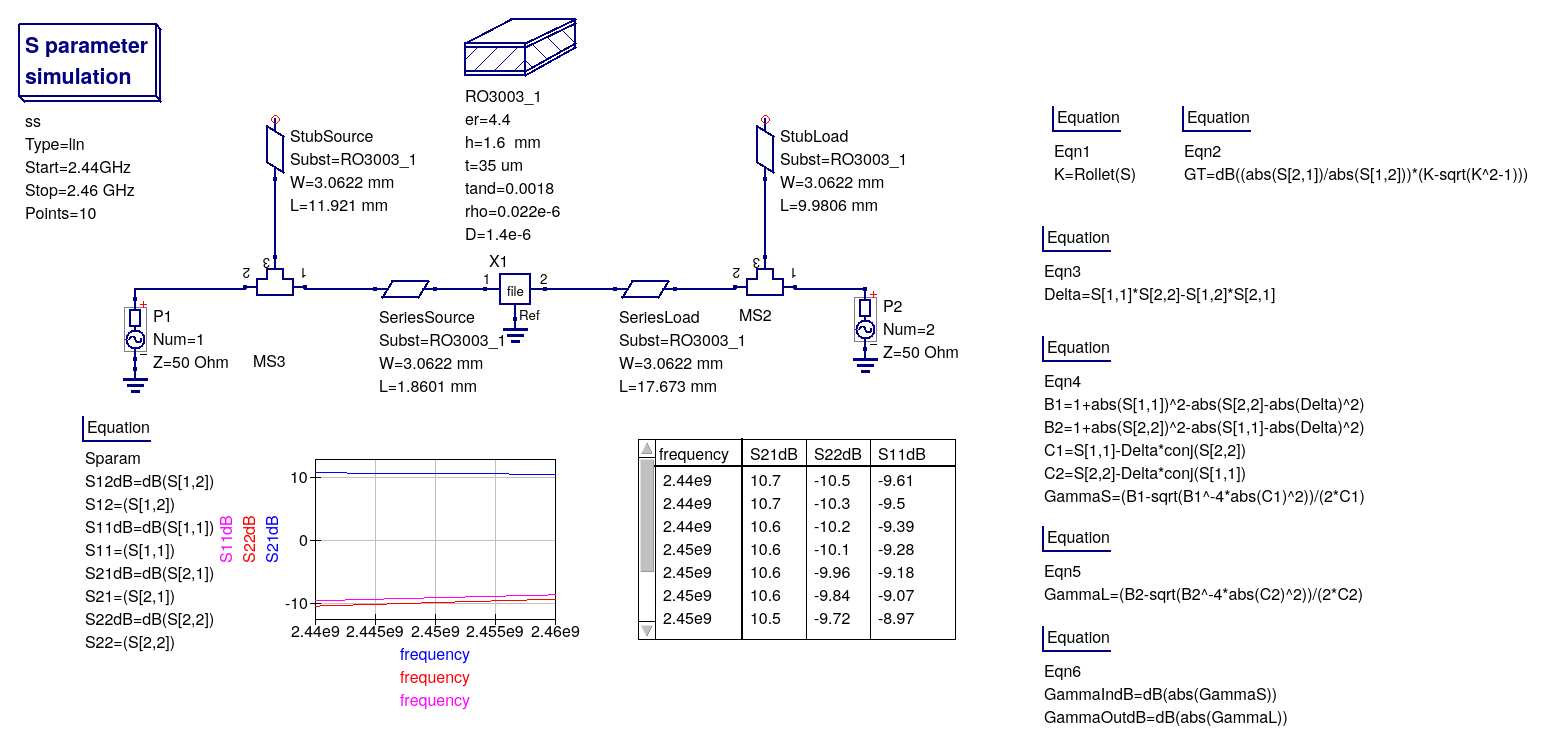 S parameter
simulation
ss
Type=lin
Start=2.44GHz
Stop=2.46 GHz
Points=10
RO3003_1
er=4.4
h=1.6 mm
t=35 um
tand=0.0018
rho=0.022e-6
D=1.4e-6
StubSource
Subst=RO3003_1
W=3.0622 mm
L=11.921 mm
StubLoad
Subst=RO3003_1
W=3.0622 mm
L=9.9806 mm
2
3
1
X1
1
file
2
Ref
2
3
1
+
P1
Num=1
Z=50 Ohm
MS3
SeriesSource
Subst=RO3003_1
W=3.0622 mm
L=1.8601 mm
SeriesLoad
Subst=RO3003_1
W=3.0622 mm
L=17.673 mm
MS2
+
P2
Num=2
Z=50 Ohm
Equation
Eqn1
K=Rollet(S)
Equation
Eqn2
GT=dB((abs(S[2,1])/abs(S[1,2]))*(K-sqrt(K^2-1)))
Equation
Eqn3
Delta=S[1,1]*S[2,2]-S[1,2]*S[2,1]
Equation
Eqn4
B1=1+abs(S[1,1])^2-abs(S[2,2]-abs(Delta)^2)
B2=1+abs(S[2,2])^2-abs(S[1,1]-abs(Delta)^2)
C1=S[1,1]-Delta*conj(S[2,2])
C2=S[2,2]-Delta*conj(S[1,1])
GammaS=(B1-sqrt(B1^-4*abs(C1)^2))/(2*C1)
Equation
Eqn5
GammaL=(B2-sqrt(B2^-4*abs(C2)^2))/(2*C2)
Equation
Eqn6
GammaIndB=dB(abs(GammaS))
GammaOutdB=dB(abs(GammaL))
Equation
Sparam
S12dB=dB(S[1,2])
S12=(S[1,2])
S11dB=dB(S[1,1])
S11=(S[1,1])
S21dB=dB(S[2,1])
S21=(S[2,1])
S22dB=dB(S[2,2])
S22=(S[2,2])
S11dB
S22dB
S21dB
10
0
-10
2.44e9 2.445e9 2.45e9 2.455e9 2.46e9
frequency
frequency
frequency
frequency S21dB S22dB S11dB
2.44e9 10.7 -10.5 -9.61
2.44e9 10.7 -10.3 -9.5
2.44e9 10.6 -10.2 -9.39
2.45e9 10.6 -10.1 -9.28
2.45e9 10.6 -9.96 -9.18
2.45e9 10.6 -9.84 -9.07
2.45e9 10.5 -9.72 -8.97